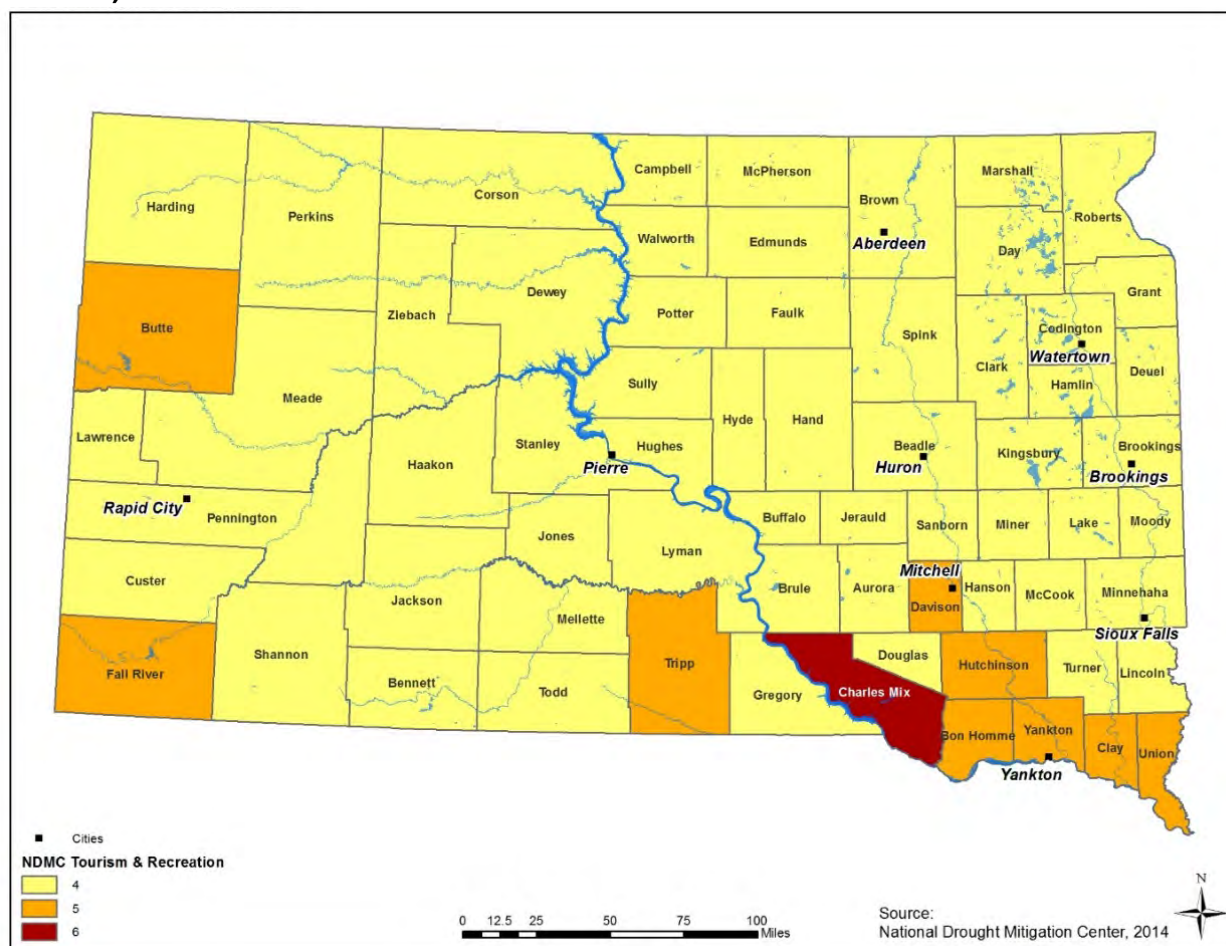 Campbell
McPherson
Marshall
Brown
Roberts
Harding
Perkins
Corson
Walworth
Edmunds
Aberdeen
Day
Dewey
Grant
Butte
Ziebach
Potter
Faulk
Spink
Codington
Watertown
Clark
Deuel
Hamlin
Meade
Sully
Lawrence
Haakon
Stanley
Hughes
Hyde
Hand
Beadle
Kingsbury
Brookings
Pierre
Huron
Brookings
Rapid City
Pennington
Jones
Lyman
Buffalo
Jerauld
Sanborn
Miner
Lake
Moody
Custer
Jackson
Mellette
Brule
Aurora
Mitchell
Davison
Hanson
McCook
Minnehaha
Sioux Falls
Fall River
Shannon
Bennett
Todd
Tripp
Gregory
Douglas
Charles Mix
Hutchinson
Turner
Lincoln
Bon Homme
Yankton
Clay
Union
Yankton
Cities
NDMC Tourism & Recreation
4
5
6
0 12.5 25 50 75 100
Miles
Source:
National Drought Mitigation Center, 2014
N